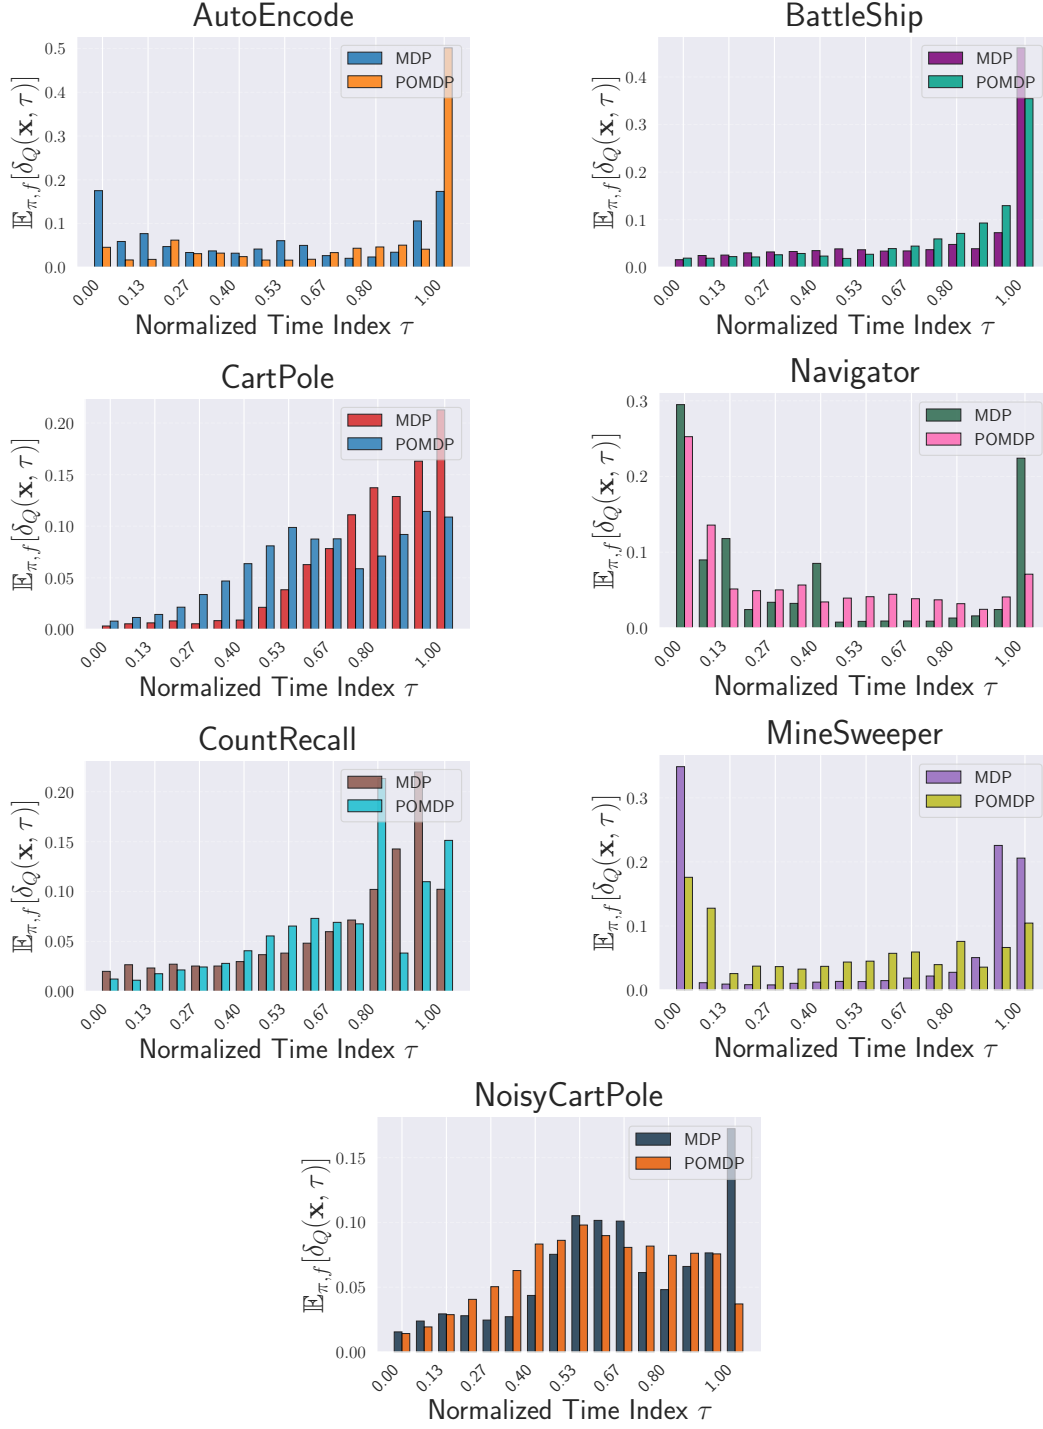 AutoEncode
𝔼π,f[δQ(x, τ)]
0.5
0.4
0.3
0.2
0.1
0.0
MDP
POMDP
0.00 0.13 0.27 0.40 0.53 0.67 0.80 1.00
Normalized Time Index τ
BattleShip
𝔼π,f[δQ(x, τ)]
0.4
0.3
0.2
0.1
0.0
MDP
POMDP
0.00 0.13 0.27 0.40 0.53 0.67 0.80 1.00
Normalized Time Index τ
CartPole
𝔼π,f[δQ(x, τ)]
0.20
0.15
0.10
0.05
0.00
MDP
POMDP
0.00 0.13 0.27 0.40 0.53 0.67 0.80 1.00
Normalized Time Index τ
Navigator
𝔼π,f[δQ(x, τ)]
0.3
0.2
0.1
0.0
MDP
POMDP
0.00 0.13 0.27 0.40 0.53 0.67 0.80 1.00
Normalized Time Index τ
CountRecall
𝔼π,f[δQ(x, τ)]
0.20
0.15
0.10
0.05
0.00
MDP
POMDP
0.00 0.13 0.27 0.40 0.53 0.67 0.80 1.00
Normalized Time Index τ
MineSweeper
𝔼π,f[δQ(x, τ)]
0.3
0.2
0.1
0.0
MDP
POMDP
0.00 0.13 0.27 0.40 0.53 0.67 0.80 1.00
Normalized Time Index τ
NoisyCartPole
𝔼π,f[δQ(x, τ)]
0.15
0.10
0.05
0.00
MDP
POMDP
0.00 0.13 0.27 0.40 0.53 0.67 0.80 1.00
Normalized Time Index τ